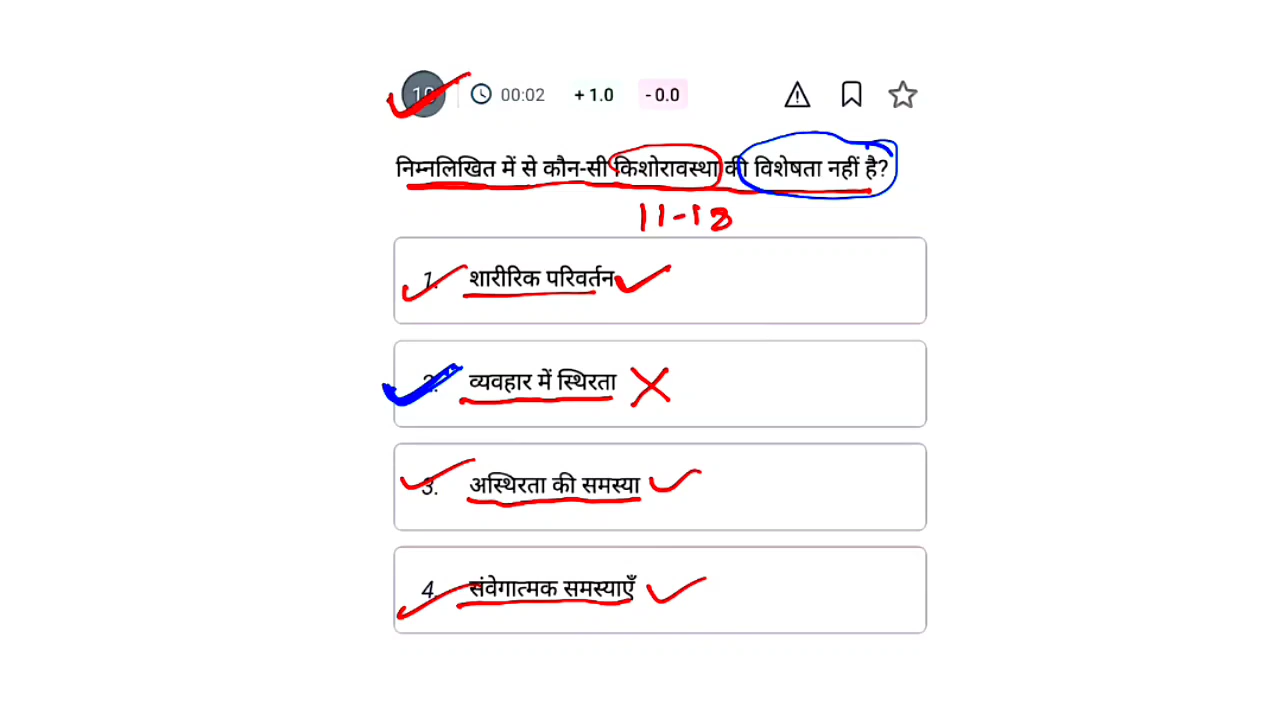 00:02 +1.0 -0.0
निम्नलिखित में से कौन-सी किशोरावस्था की विशेषता नहीं है?
11-18
1. शारीरिक परिवर्तन
2. व्यवहार में स्थिरता
3. अस्थिरता की समस्या
4. संवेगात्मक समस्याएँ